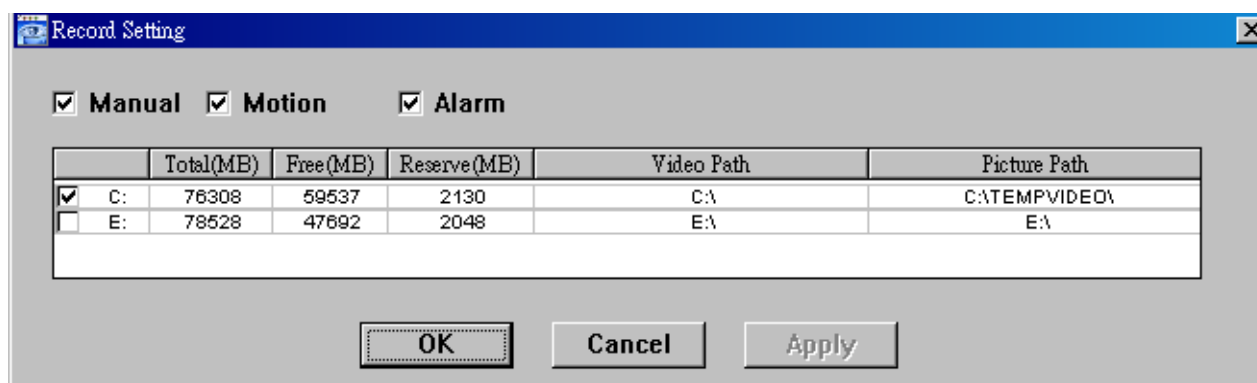 Record Setting
Manual Motion Alarm
Total(MB) Free(MB) Reserve(MB) Video Path Picture Path
C: 76308 59537 2130 C:\ C:\TEMPVIDEO\
E: 78528 47692 2048 E:\ E:\
OK Cancel Apply